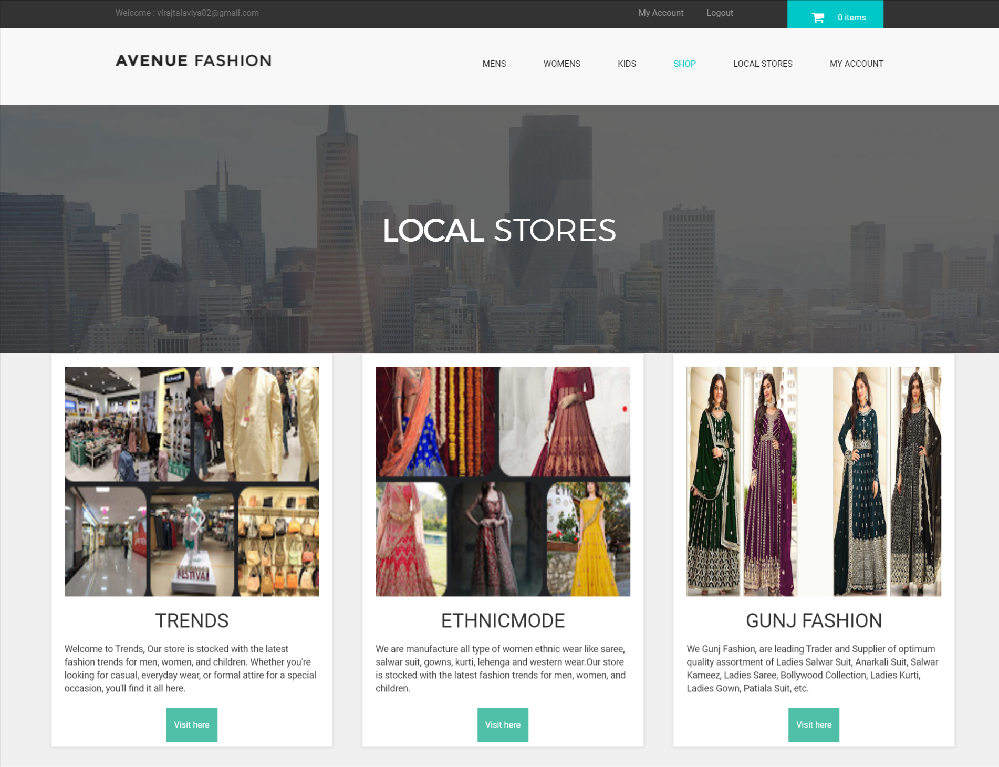 Welcome : virajtalaviya02@gmail.com
My Account
Logout
0 items
AVENUE FASHION
MENS
WOMENS
KIDS
SHOP
LOCAL STORES
MY ACCOUNT
LOCAL STORES
TRENDS
Welcome to Trends, Our store is stocked with the latest
fashion trends for men, women, and children. Whether you're
looking for casual, everyday wear, or formal attire for a special
occasion, you'll find it all here.
Visit here
ETHNICMODE
We are manufacture all type of women ethnic wear like saree,
salwar suit, gowns, kurti, lehenga and western wear.Our store
is stocked with the latest fashion trends for men, women, and
children.
Visit here
GUNJ FASHION
We Gunj Fashion, are leading Trader and Supplier of optimum
quality assortment of Ladies Salwar Suit, Anarkali Suit, Salwar
Kameez, Ladies Saree, Bollywood Collection, Ladies Kurti,
Ladies Gown, Patiala Suit, etc.
Visit here